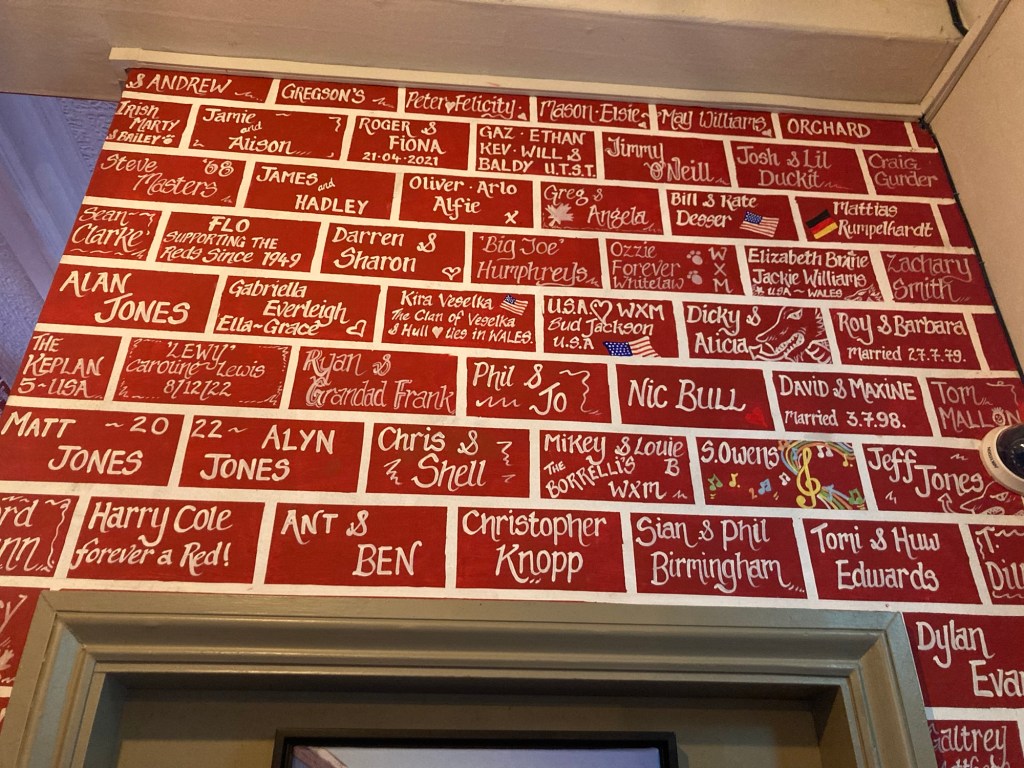 & ANDREW
GREGSON'S
Peter Felicity
Mason·Elsie
May Williams
ORCHARD
TRISH
MARTY
& BAILEY'S
Jamie
and
Alison
ROGER &
FIONA
21·04·2021
GAZ · ETHAN
KEV · WILL &
BALDY U.T.S.T.
Jimmy
O'Neill
Josh & Lil
Duckit
Craig
Gurder
Steve '68
Masters
JAMES and
HADLEY
Oliver · Arlo
Alfie x
Greg &
Angela
Bill & Kate
Desser
Mattias
Rumpelhardt
Sean
Clarke
FLO
SUPPORTING THE
Reds Since 1949
Darren &
Sharon
'Big Joe'
Humphreys
Ozzie
Forever
Whitelaw
W
X
M
Elizabeth Braine
Jackie Williams
USA ~ WALES
Zachary
Smith
ALAN
JONES
Gabriella
Everleigh
Ella~Grace
Kira Veselka
The Clan of Veselka
& Hull ♥ lies in WALES.
U.S.A ♥ WXM
Bud Jackson
U.S.A
Dicky &
Alicia
Roy & Barbara
Married 27.7.79.
THE
KEPLAN
5~USA
'LEWY'
Caroline~Lewis
8/12/22
Ryan &
Grandad Frank
Phil &
Jo
NIC BULL
DAVID & MAXINE
Married 3.7.98.
TOM
MALLON
MATT ~20
JONES
22~ ALYN
JONES
Chris &
Shell
MIKEY & Louie
THE B
BORRELLI'S
WXM
S.Owens
Jeff
Jones
Harry Cole
forever a Red!
ANT &
BEN
Christopher
Knopp
Sian & Phil
Birmingham
Tomi & Huw
Edwards
Dylan
Evan